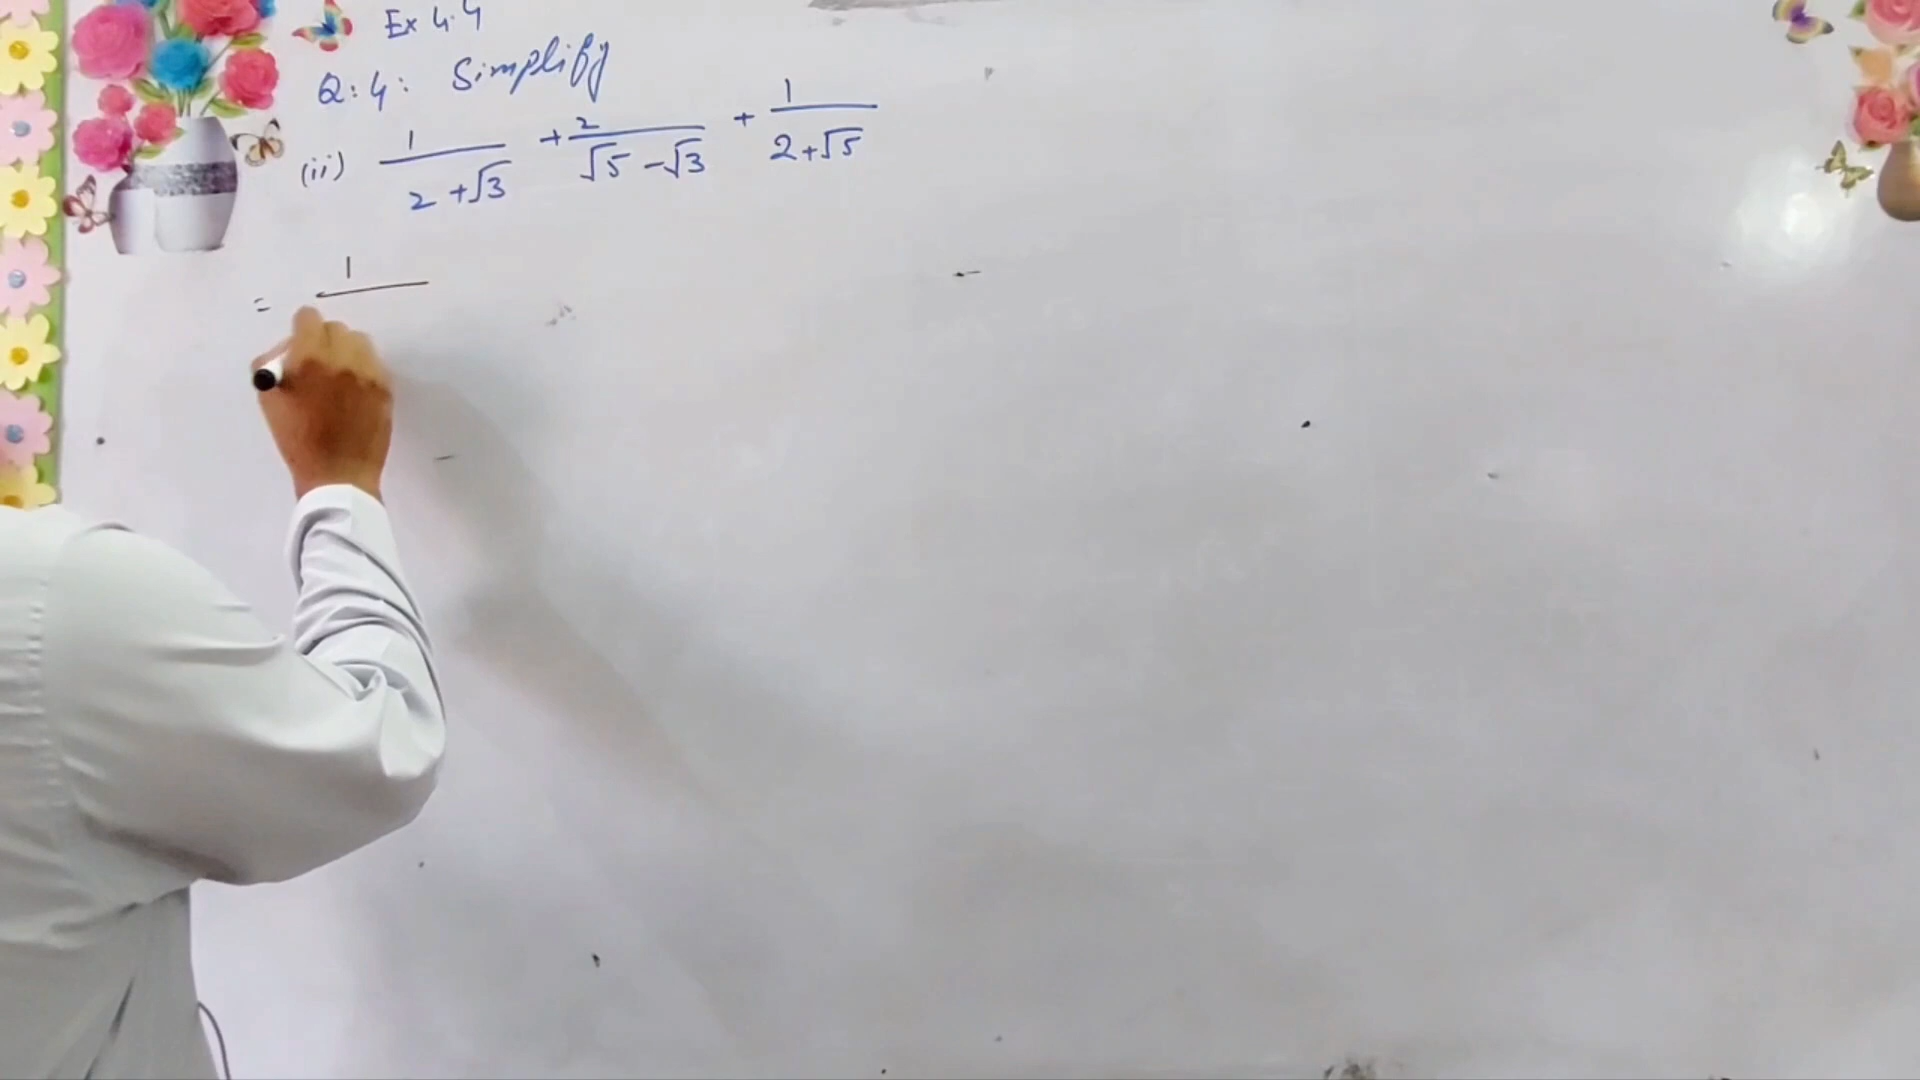 Ex 4.4
Q:4: Simplify
(ii) 1/(2+√3) + 2/(√5-√3) + 1/(2+√5)
= 1/